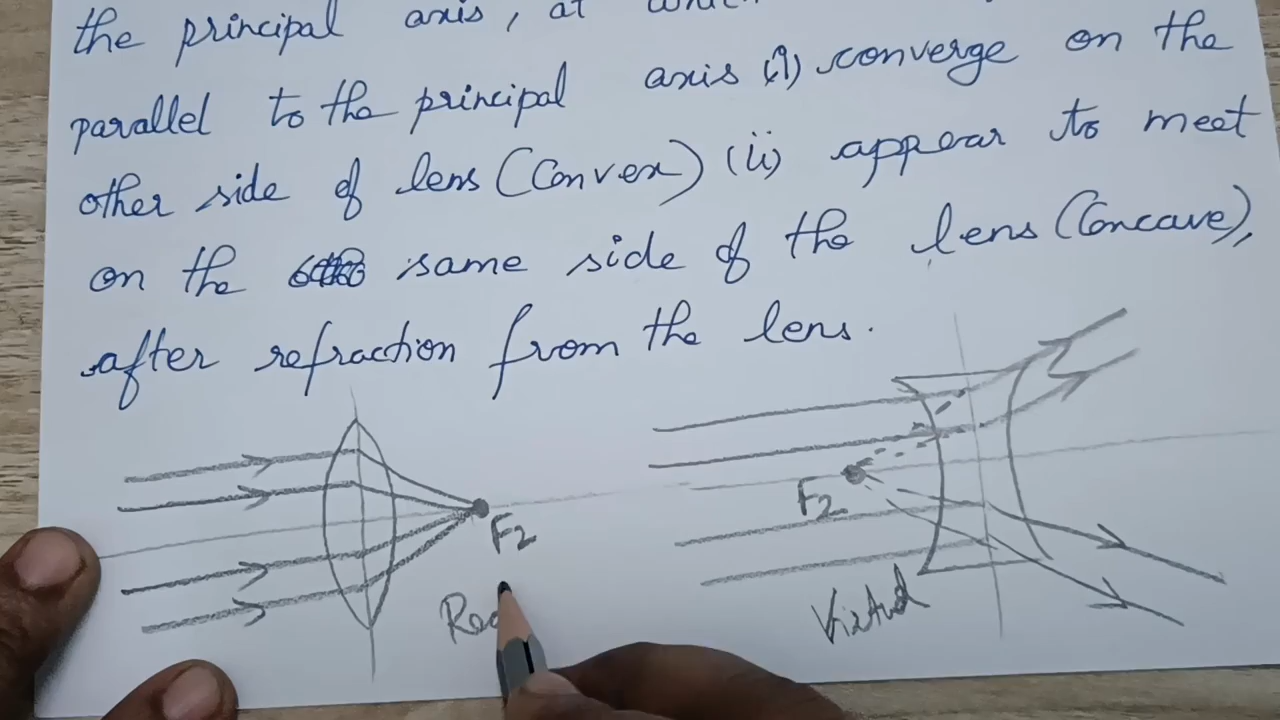 the principal axis, at which
parallel to the principal axis (i) converge on the
other side of lens (Convex) (ii) appear to meet
on the same side of the lens (Concave),
after refraction from the lens.
F2
F2
Virtual